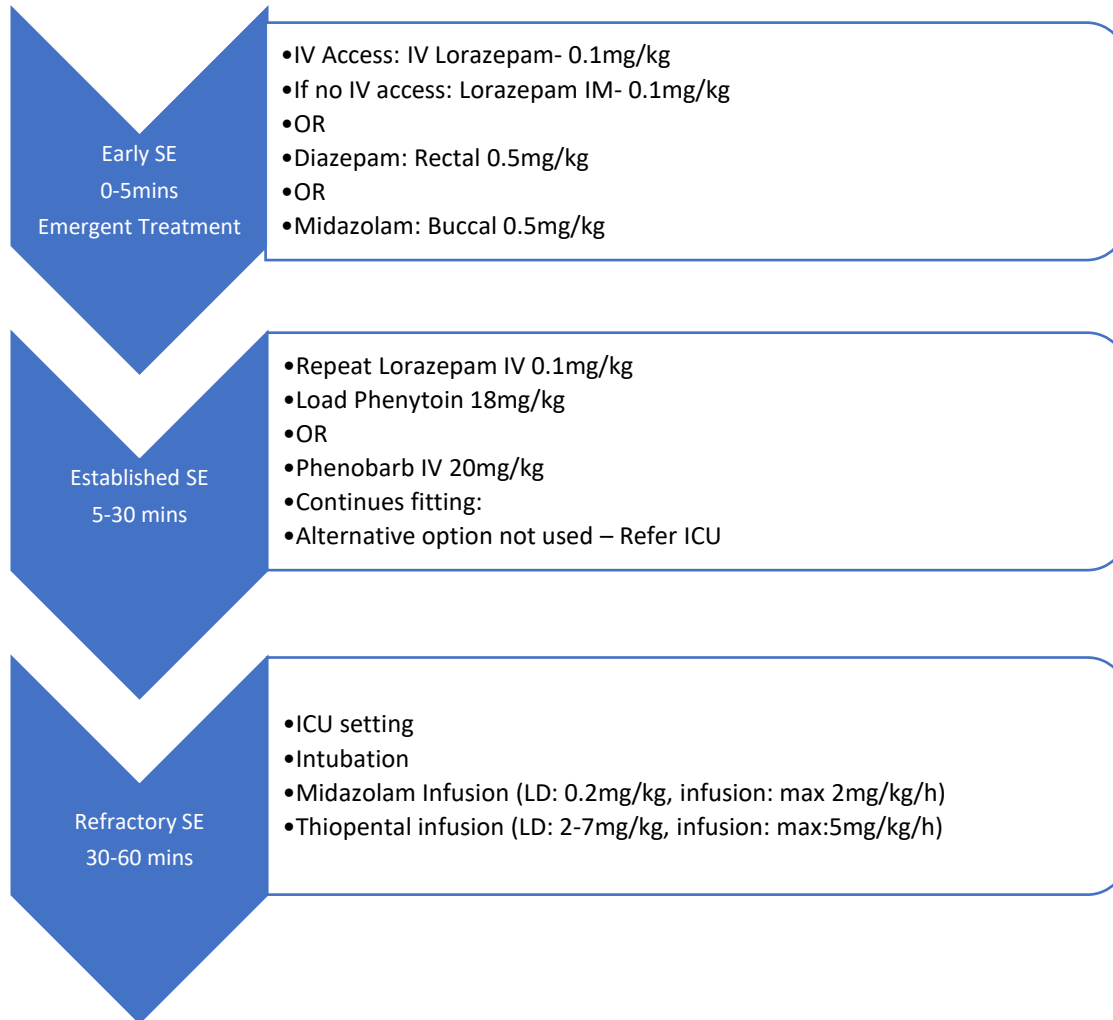 Early SE
0-5mins
Emergent Treatment
•IV Access: IV Lorazepam- 0.1mg/kg
•If no IV access: Lorazepam IM- 0.1mg/kg
•OR
•Diazepam: Rectal 0.5mg/kg
•OR
•Midazolam: Buccal 0.5mg/kg
Established SE
5-30 mins
•Repeat Lorazepam IV 0.1mg/kg
•Load Phenytoin 18mg/kg
•OR
•Phenobarb IV 20mg/kg
•Continues fitting:
•Alternative option not used – Refer ICU
Refractory SE
30-60 mins
•ICU setting
•Intubation
•Midazolam Infusion (LD: 0.2mg/kg, infusion: max 2mg/kg/h)
•Thiopental infusion (LD: 2-7mg/kg, infusion: max:5mg/kg/h)